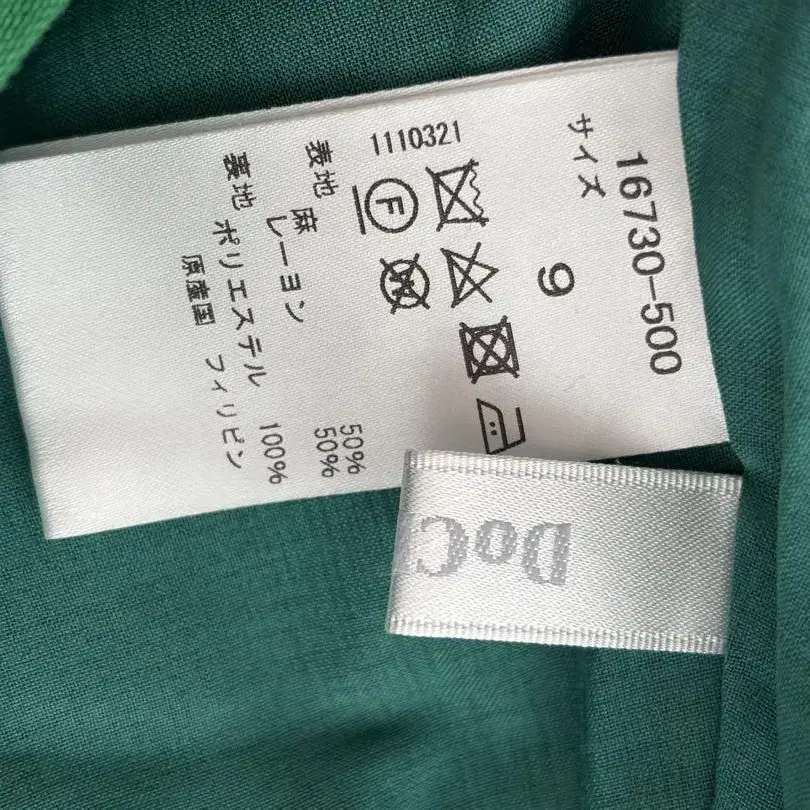 16730-500
サイズ
9
1110321
F
W
表地 麻 50%
レーヨン 50%
裏地 ポリエステル 100%
原産国 フィリピン
DoC